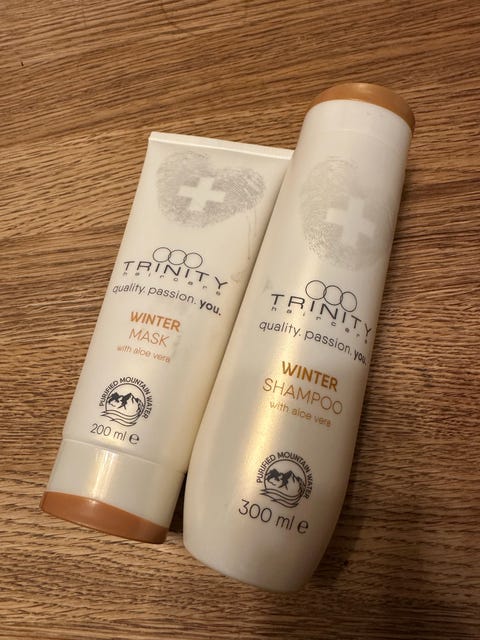 TRINITY
haircare
quality. passion. you.
WINTER
MASK
with aloe vera
PURIFIED MOUNTAIN WATER
200 ml ℮
TRINITY
haircare
quality. passion. you.
WINTER
SHAMPOO
with aloe vera
PURIFIED MOUNTAIN WATER
300 ml ℮